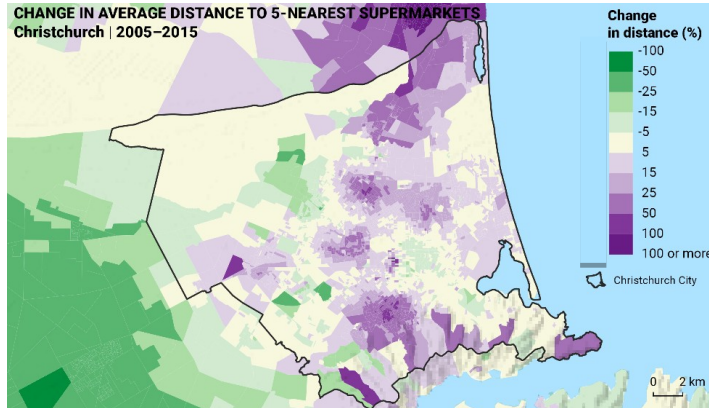 CHANGE IN AVERAGE DISTANCE TO 5-NEAREST SUPERMARKETS
Christchurch | 2005–2015
Change
in distance (%)
-100
-50
-25
-15
-5
5
15
25
50
100
100 or more
Christchurch City
0 2 km